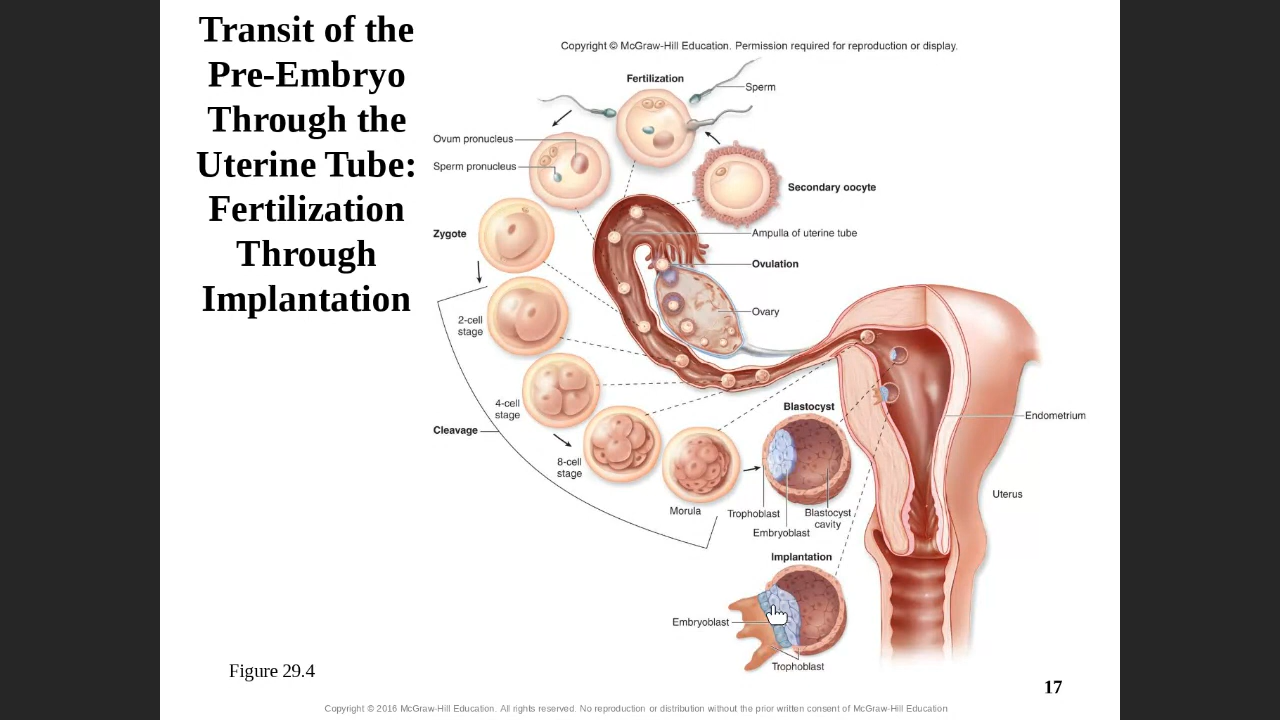 Transit of the
Pre-Embryo
Through the
Uterine Tube:
Fertilization
Through
Implantation
Copyright © McGraw-Hill Education. Permission required for reproduction or display.
Fertilization
Sperm
Ovum pronucleus
Sperm pronucleus
Secondary oocyte
Zygote
Ampulla of uterine tube
Ovulation
Ovary
2-cell
stage
4-cell
stage
Cleavage
8-cell
stage
Morula
Blastocyst
Trophoblast
Embryoblast
Blastocyst
cavity
Endometrium
Uterus
Implantation
Embryoblast
Trophoblast
Figure 29.4
17
Copyright © 2016 McGraw-Hill Education. All rights reserved. No reproduction or distribution without the prior written consent of McGraw-Hill Education